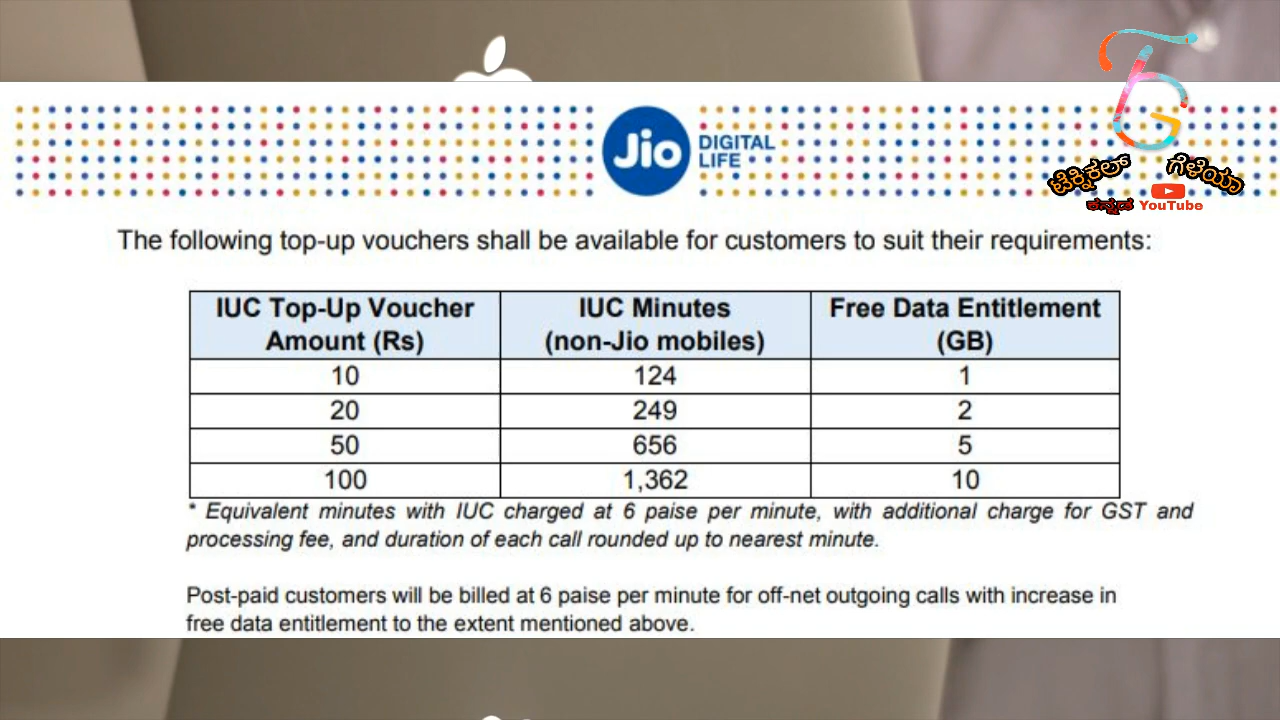 Jio DIGITAL
LIFE
ಟೆಕ್ನಿಕಲ್ ಗೆಳೆಯಾ
ಕನ್ನಡ YouTube
The following top-up vouchers shall be available for customers to suit their requirements:
IUC Top-Up Voucher Amount (Rs) IUC Minutes (non-Jio mobiles) Free Data Entitlement (GB)
10 124 1
20 249 2
50 656 5
100 1,362 10
* Equivalent minutes with IUC charged at 6 paise per minute, with additional charge for GST and
processing fee, and duration of each call rounded up to nearest minute.
Post-paid customers will be billed at 6 paise per minute for off-net outgoing calls with increase in
free data entitlement to the extent mentioned above.